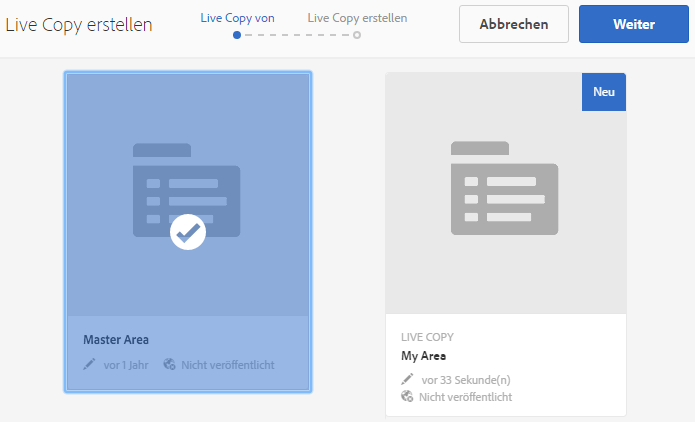 Live Copy erstellen
Live Copy von
Live Copy erstellen
Abbrechen
Weiter
Master Area
vor 1 Jahr
Nicht veröffentlicht
Neu
LIVE COPY
My Area
vor 33 Sekunde(n)
Nicht veröffentlicht